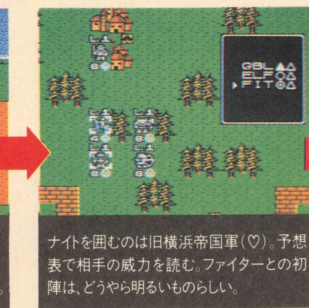 GBL▲△
ELF○△
▶FIT◎△
ナイトを囲むのは旧横浜帝国軍(♡)。予想
表で相手の威力を読む。ファイターとの初
陣は、どうやら明るいものらしい。